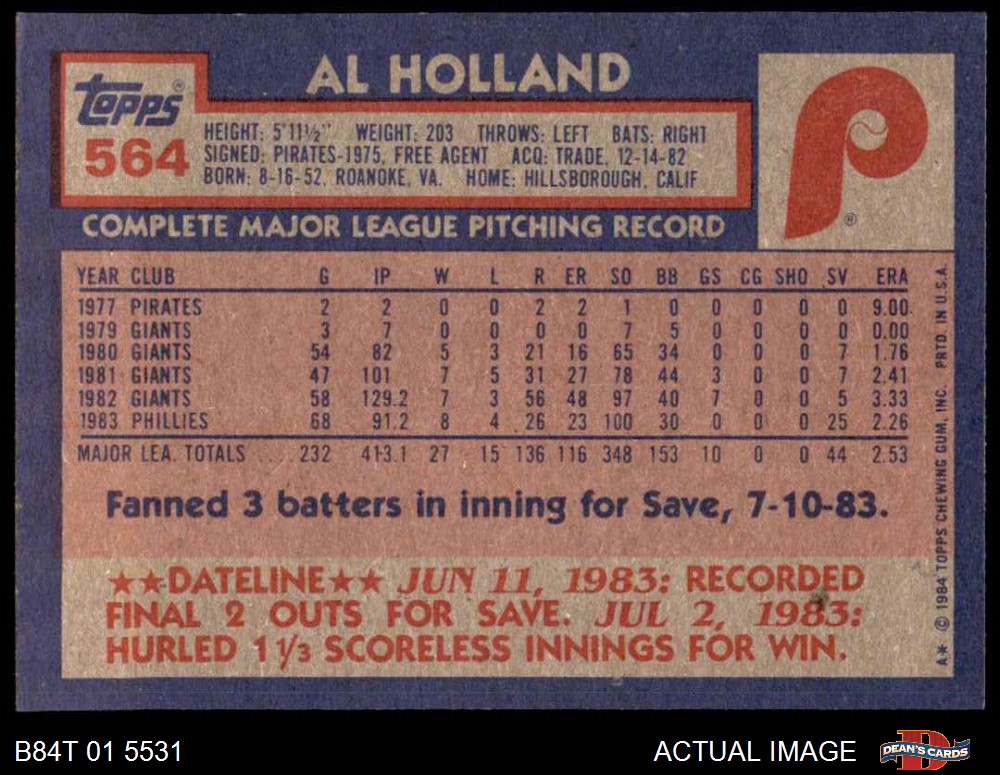 AL HOLLAND
TOPPS®
564
HEIGHT: 5'11½" WEIGHT: 203 THROWS: LEFT BATS: RIGHT
SIGNED: PIRATES-1975, FREE AGENT ACQ: TRADE, 12-14-82
BORN: 8-16-52, ROANOKE, VA. HOME: HILLSBOROUGH, CALIF
P
®
COMPLETE MAJOR LEAGUE PITCHING RECORD
YEAR CLUB G IP W L R ER SO BB GS CG SHO SV ERA
1977 PIRATES 2 2 0 0 2 2 1 0 0 0 0 0 9.00
1979 GIANTS 3 7 0 0 0 0 7 5 0 0 0 0 0.00
1980 GIANTS 54 82 5 3 21 16 65 34 0 0 0 7 1.76
1981 GIANTS 47 101 7 5 31 27 78 44 3 0 0 7 2.41
1982 GIANTS 58 129.2 7 3 56 48 97 40 7 0 0 5 3.33
1983 PHILLIES 68 91.2 8 4 26 23 100 30 0 0 0 25 2.26
MAJOR LEA. TOTALS .... 232 413.1 27 15 136 116 348 153 10 0 0 44 2.53
Fanned 3 batters in inning for Save, 7-10-83.
★★DATELINE★★ JUN 11, 1983: RECORDED
FINAL 2 OUTS FOR SAVE. JUL 2, 1983:
HURLED 1 1/3 SCORELESS INNINGS FOR WIN.
A* © 1984 TOPPS CHEWING GUM, INC. PRTD. IN U.S.A.
B84T 01 5531
ACTUAL IMAGE
D
DEAN'S CARDS